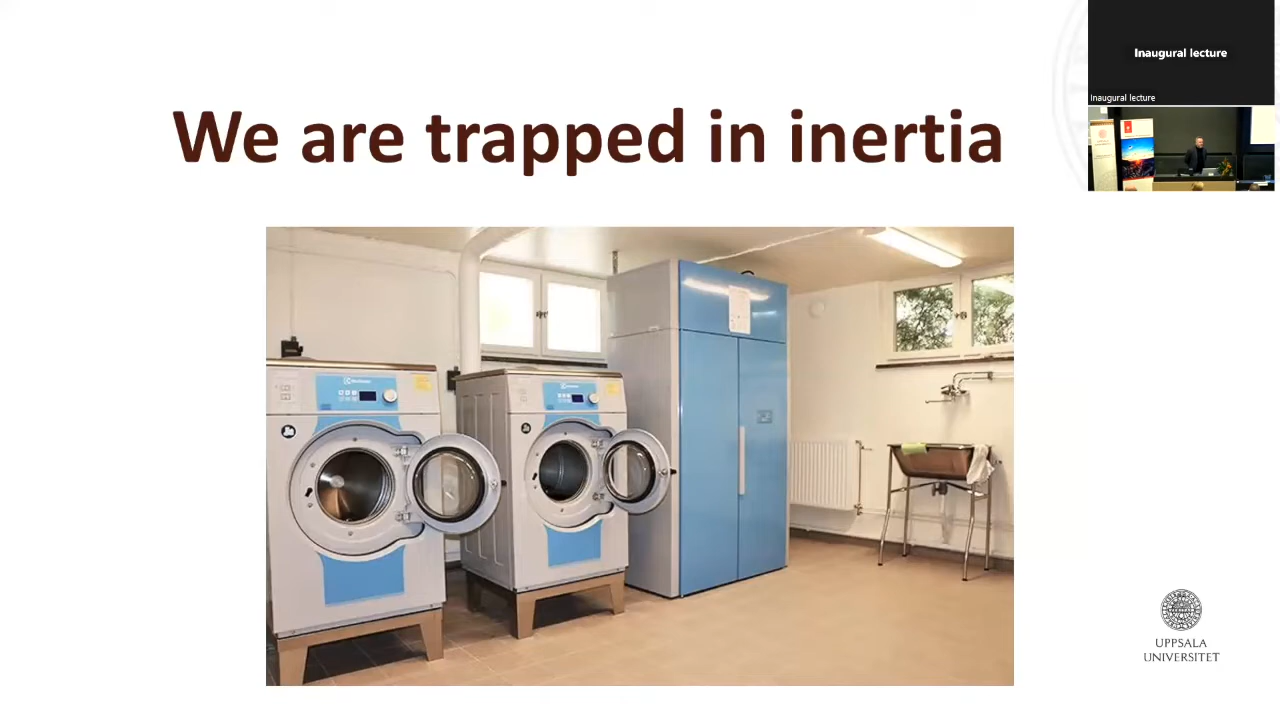 We are trapped in inertia
Inaugural lecture
Inaugural lecture
UPPSALA
UNIVERSITET